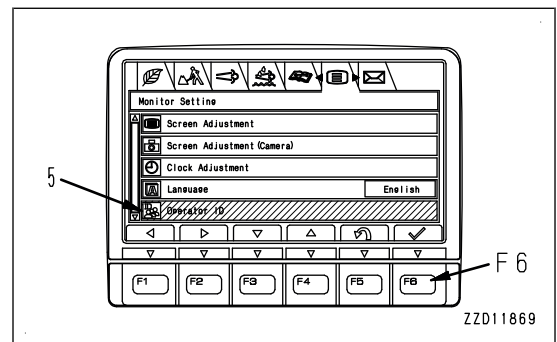 Monitor Setting
Screen Adjustment
Screen Adjustment(Camera)
Clock Adjustment
A Language English
Operator ID
5
F1 F2 F3 F4 F5 F6
F6
ZZD11869